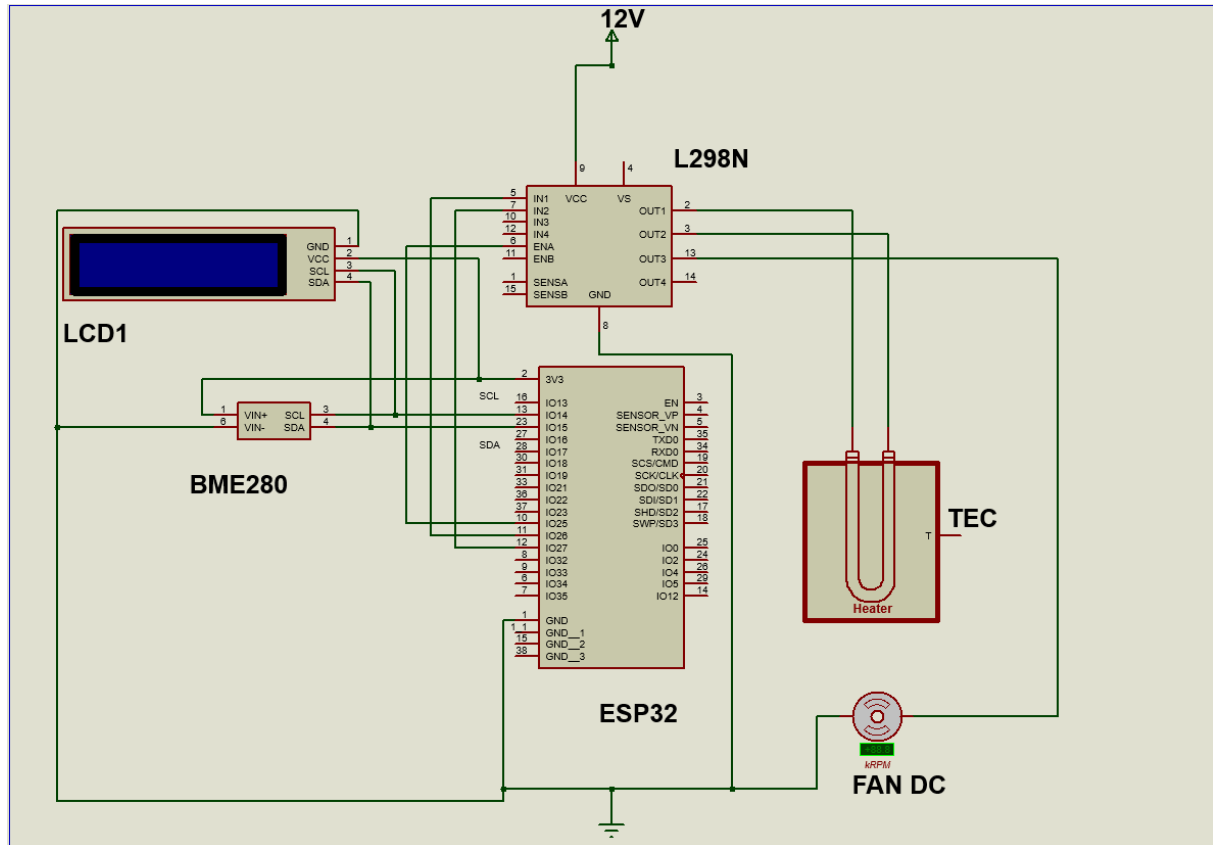 12V
L298N
9 4
5 IN1 VCC VS
7 IN2 OUT1 2
10 IN3
12 IN4 OUT2 3
6 ENA
11 ENB OUT3 13
1 SENSA OUT4 14
15 SENSB GND
8
GND 1
VCC 2
SCL 3
SDA 4
LCD1
1 VIN+ SCL 3
6 VIN- SDA 4
BME280
SCL
SDA
2 3V3
16 IO13 EN 3
13 IO14 SENSOR_VP 4
23 IO15 SENSOR_VN 5
27 IO16 TXD0 35
28 IO17 RXD0 34
30 IO18 SCS/CMD 19
31 IO19 SCK/CLK 20
33 IO21 SDO/SD0 21
36 IO22 SDI/SD1 22
37 IO23 SHD/SD2 17
10 IO25 SWP/SD3 18
11 IO26
12 IO27 IO0 25
8 IO32 IO2 24
9 IO33 IO4 26
6 IO34 IO5 29
7 IO35 IO12 14
1 GND
1 1 GND__1
15 GND__2
38 GND__3
ESP32
T
TEC
Heater
kRPM
FAN DC